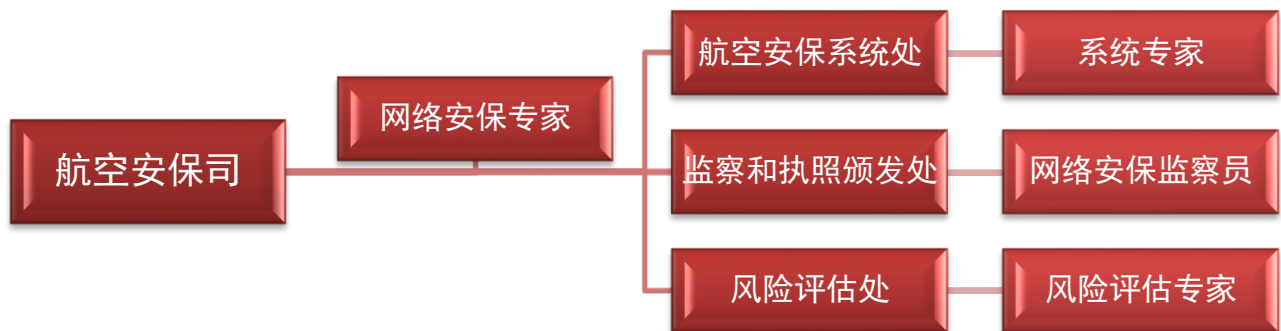 航空安保司
网络安保专家
航空安保系统处
系统专家
监察和执照颁发处
网络安保监察员
风险评估处
风险评估专家